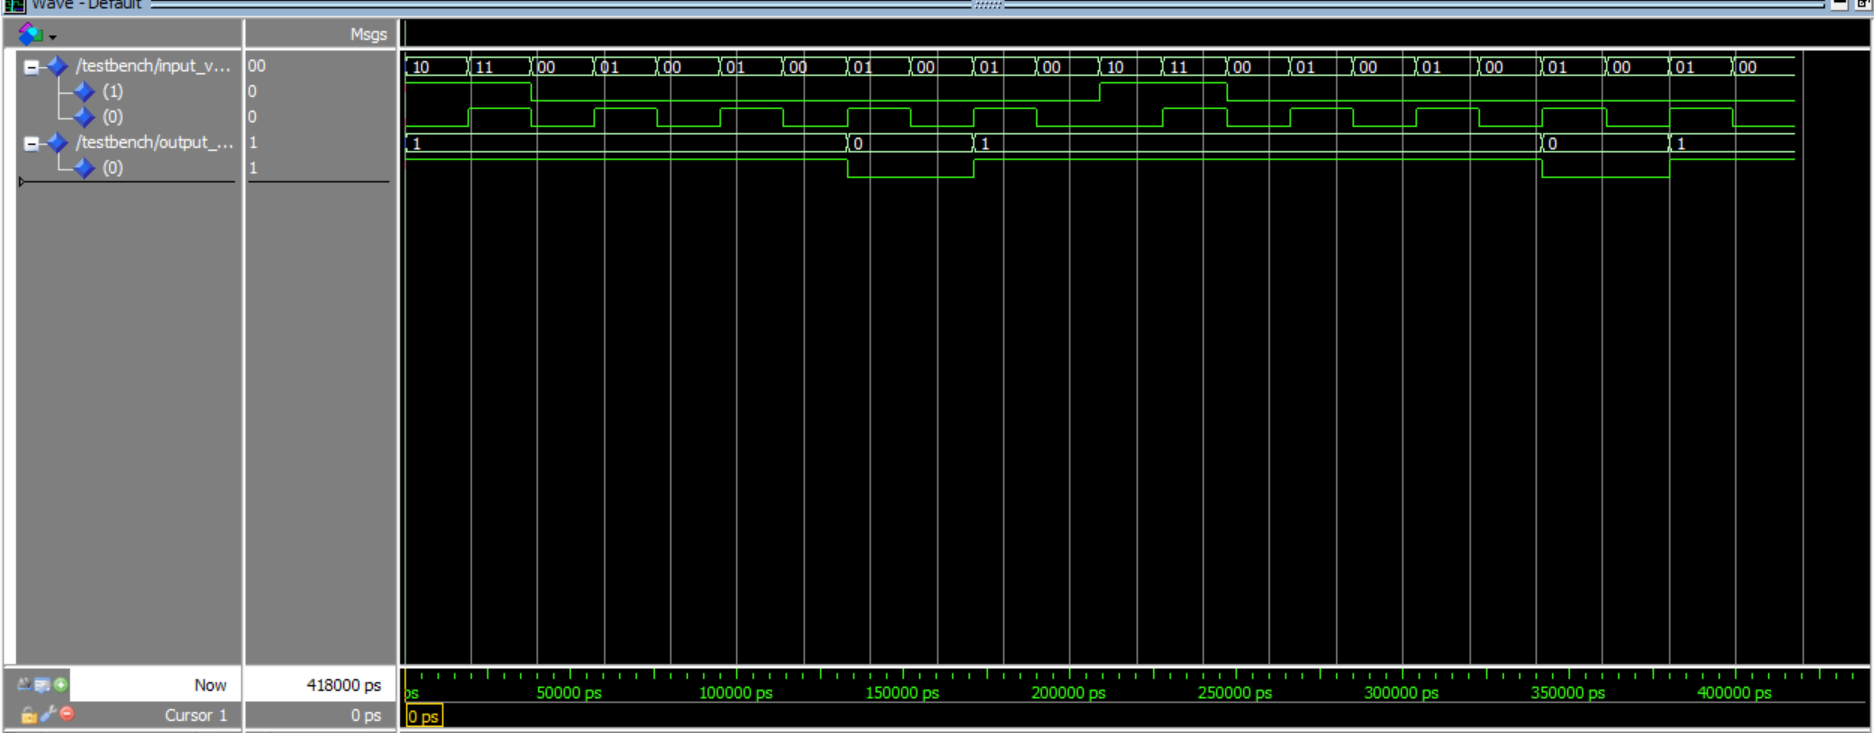 Wave - Default
Msgs
/testbench/input_v... 00 10 11 00 01 00 01 00 01 00 01 00 10 11 00 01 00 01 00 01 00 01 00
(1) 0
(0) 0
/testbench/output_... 1 1 0 1 0 1
(0) 1
Now 418000 ps ps 50000 ps 100000 ps 150000 ps 200000 ps 250000 ps 300000 ps 350000 ps 400000 ps
Cursor 1 0 ps 0 ps